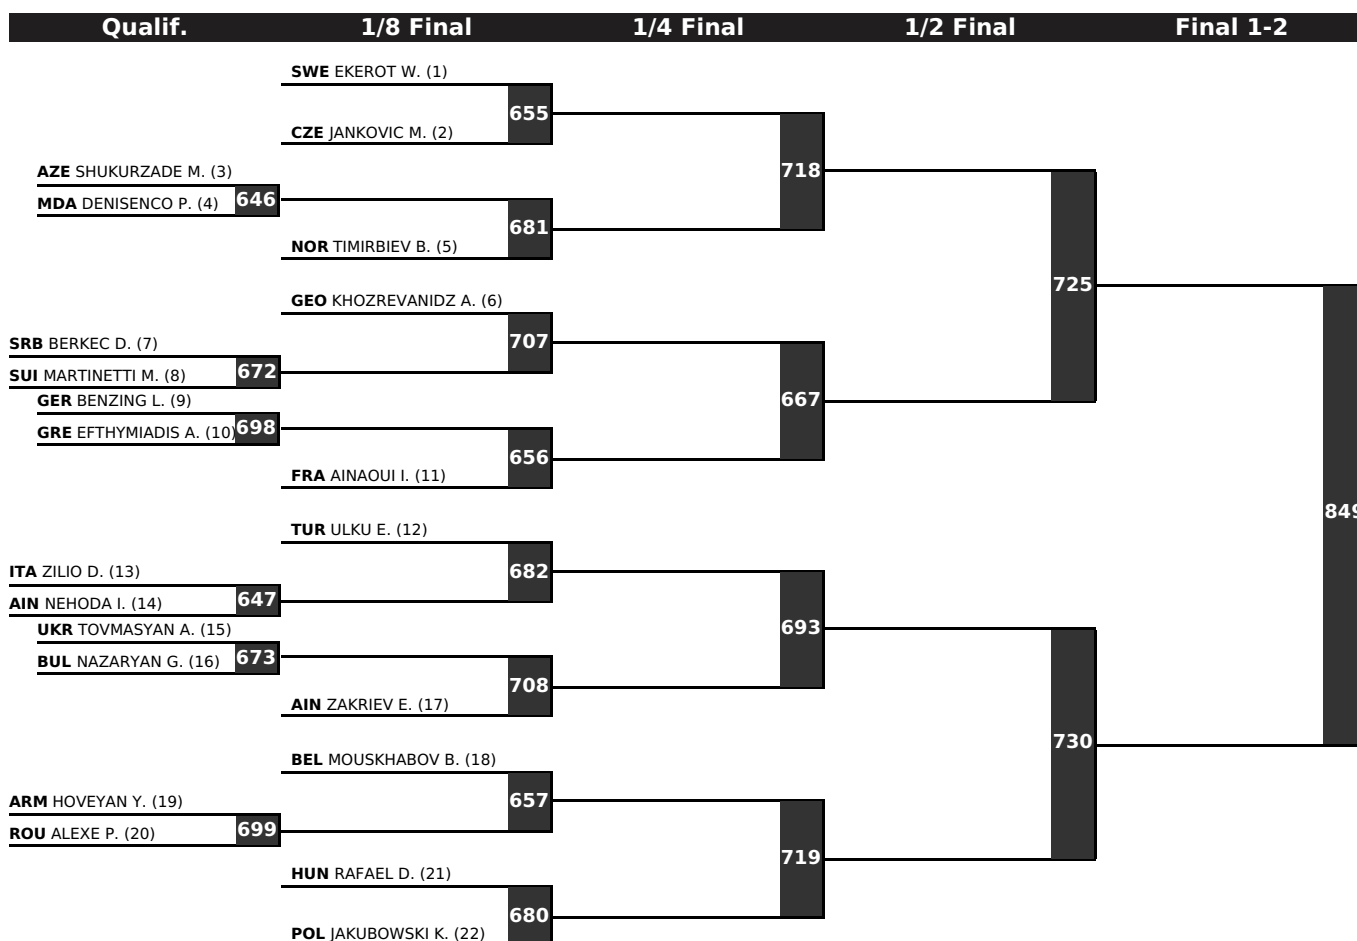 Qualif. 1/8 Final 1/4 Final 1/2 Final Final 1-2
SWE EKEROT W. (1)
655
CZE JANKOVIC M. (2)
718
AZE SHUKURZADE M. (3)
MDA DENISENCO P. (4) 646
681
NOR TIMIRBIEV B. (5)
725
GEO KHOZREVANIDZ A. (6)
707
SRB BERKEC D. (7)
SUI MARTINETTI M. (8) 672
667
GER BENZING L. (9)
GRE EFTHYMIADIS A. (10) 698
656
FRA AINAOUI I. (11)
849
TUR ULKU E. (12)
682
ITA ZILIO D. (13)
AIN NEHODA I. (14) 647
693
UKR TOVMASYAN A. (15)
BUL NAZARYAN G. (16) 673
708
AIN ZAKRIEV E. (17)
730
BEL MOUSKHABOV B. (18)
657
ARM HOVEYAN Y. (19)
ROU ALEXE P. (20) 699
719
HUN RAFAEL D. (21)
680
POL JAKUBOWSKI K. (22)